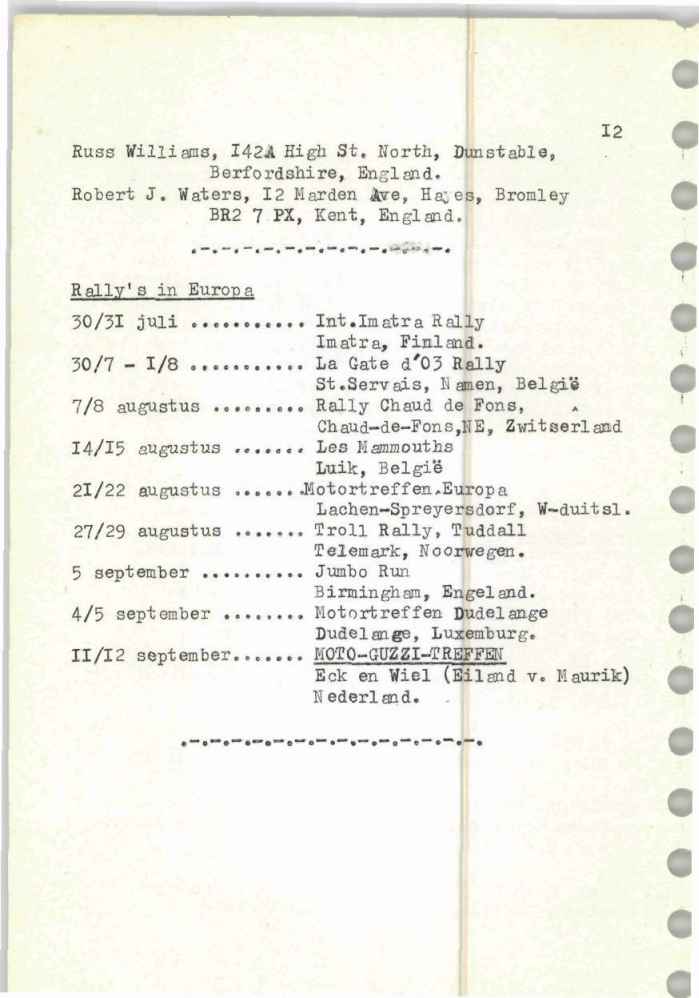 I2
Russ Williams, I42A High St. North, Dunstable,
Berfordshire, England.
Robert J. Waters, I2 Marden Ave, Hayes, Bromley
BR2 7 PX, Kent, England.
.-.-.-.-.-.-.-.-.-.-.-.-.
Rally's in Europa
30/3I juli ........... Int.Imatra Rally
Imatra, Finland.
30/7 - I/8 ........... La Gate d'03 Rally
St.Servais, Namen, België
7/8 augustus ......... Rally Chaud de Fons,
Chaud-de-Fons,NE, Zwitserland
I4/I5 augustus ....... Les Mammouths
Luik, België
2I/22 augustus .......Motortreffen.Europa
Lachen-Spreyersdorf, W-duitsl.
27/29 augustus ....... Troll Rally, Tuddall
Telemark, Noorwegen.
5 september .......... Jumbo Run
Birmingham, Engeland.
4/5 september ........ Motortreffen Dudelange
Dudelange, Luxemburg.
II/I2 september....... MOTO-GUZZI-TREFFEN
Eck en Wiel (Eiland v. Maurik)
Nederland.
.-.-.-.-.-.-.-.-.-.-.-.-.-.-.